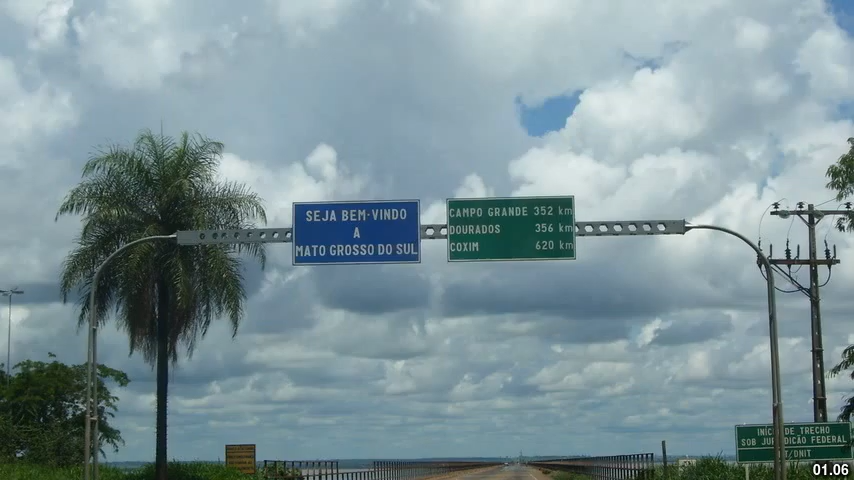 SEJA BEM-VINDO
A
MATO GROSSO DO SUL
CAMPO GRANDE 352 km
DOURADOS 356 km
COXIM 620 km
INÍCIO DE TRECHO
SOB JURISDIÇÃO FEDERAL
DNIT
01.06